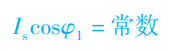 I_s cosφ_1 = 常数